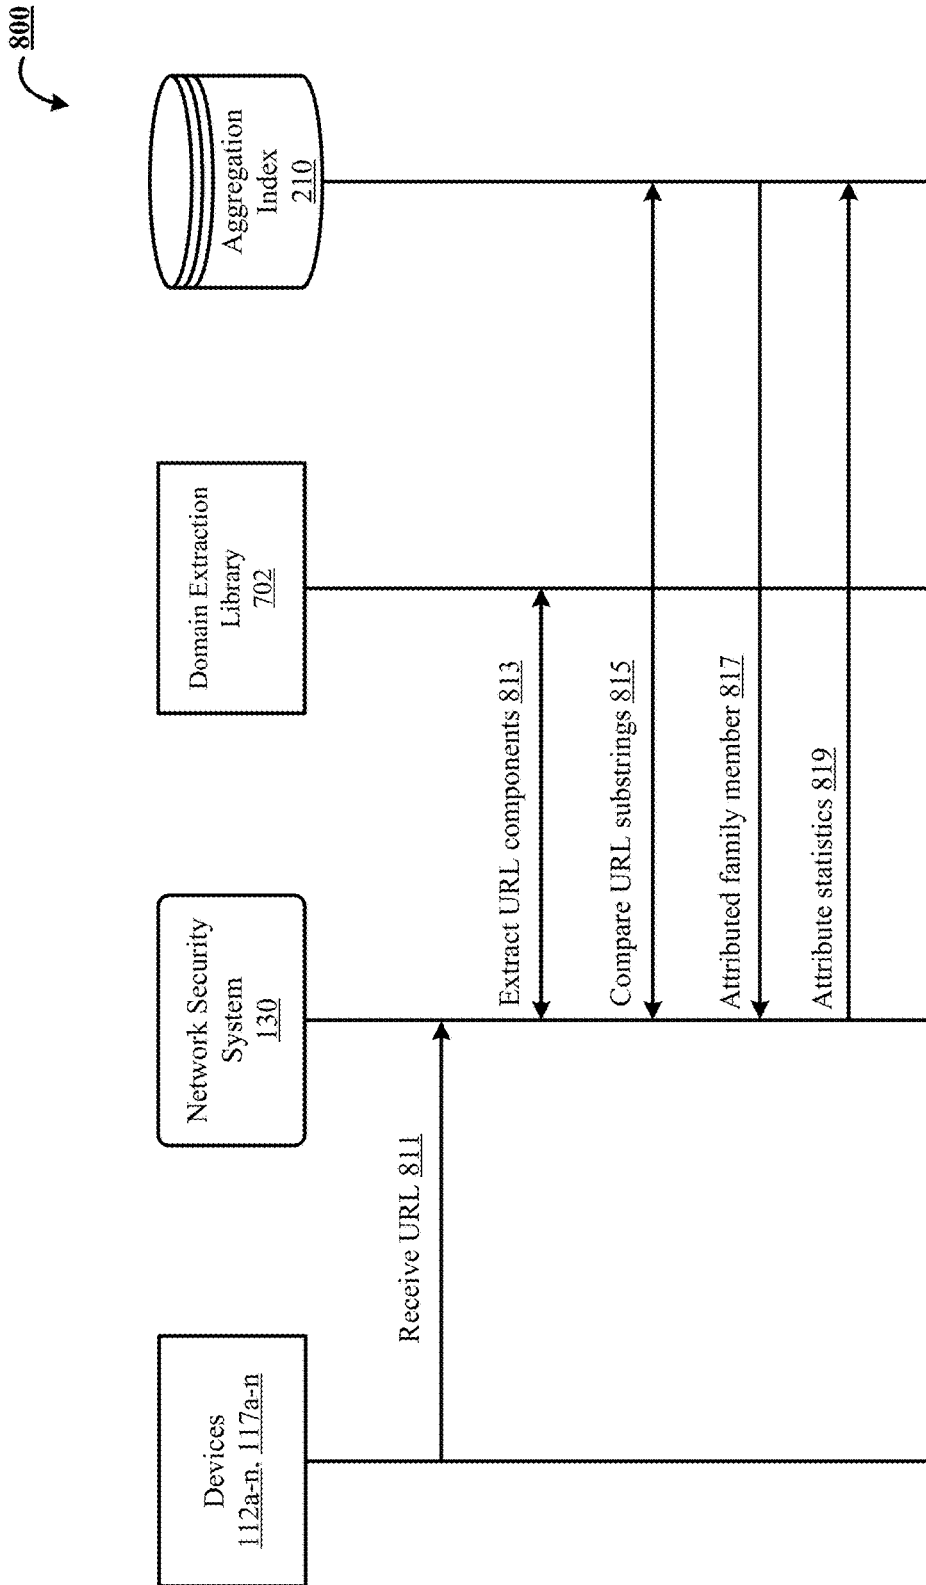 800
Devices
112a-n, 117a-n
Network Security
System
130
Domain Extraction
Library
702
Aggregation
Index
210
Receive URL 811
Extract URL components 813
Compare URL substrings 815
Attributed family member 817
Attribute statistics 819